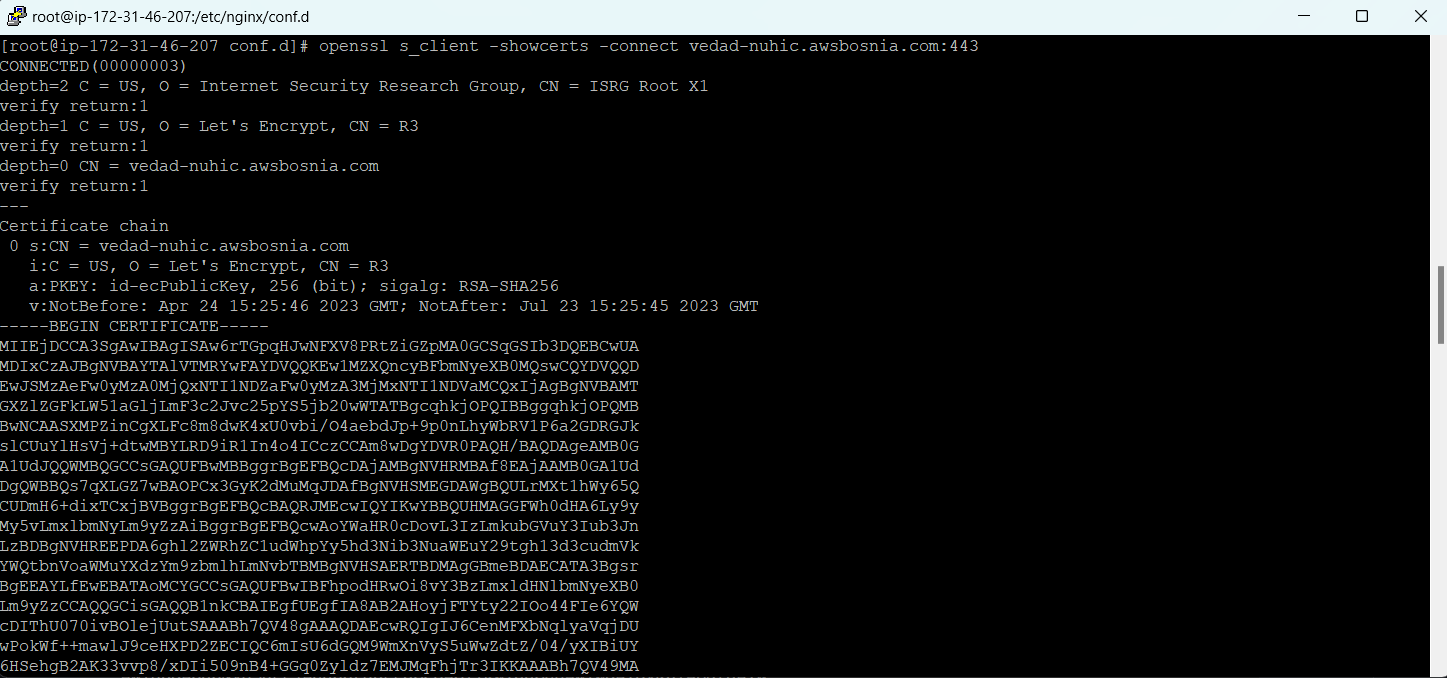 root@ip-172-31-46-207:/etc/nginx/conf.d
[root@ip-172-31-46-207 conf.d]# openssl s_client -showcerts -connect vedad-nuhic.awsbosnia.com:443
CONNECTED(00000003)
depth=2 C = US, O = Internet Security Research Group, CN = ISRG Root X1
verify return:1
depth=1 C = US, O = Let's Encrypt, CN = R3
verify return:1
depth=0 CN = vedad-nuhic.awsbosnia.com
verify return:1
---
Certificate chain
 0 s:CN = vedad-nuhic.awsbosnia.com
   i:C = US, O = Let's Encrypt, CN = R3
   a:PKEY: id-ecPublicKey, 256 (bit); sigalg: RSA-SHA256
   v:NotBefore: Apr 24 15:25:46 2023 GMT; NotAfter: Jul 23 15:25:45 2023 GMT
-----BEGIN CERTIFICATE-----
MIIEjDCCA3SgAwIBAgISAw6rTGpqHJwNFXV8PRtZiGZpMA0GCSqGSIb3DQEBCwUA
MDIxCzAJBgNVBAYTAlVTMRYwFAYDVQQKEw1MZXQncyBFbmNyeXB0MQswCQYDVQQD
EwJSMzAeFw0yMzA0MjQxNTI1NDZaFw0yMzA3MjMxNTI1NDVaMCQxIjAgBgNVBAMT
GXZlZGFkLW51aGljLmF3c2Jvc25pYS5jb20wWTATBgcqhkjOPQIBBggqhkjOPQMB
BwNCAASXMPZinCgXLFc8m8dwK4xU0vbi/O4aebdJp+9p0nLhyWbRV1P6a2GDRGJk
slCUuYlHsVj+dtwMBYLRD9iR1In4o4ICczCCAm8wDgYDVR0PAQH/BAQDAgeAMB0G
A1UdJQQWMBQGCCsGAQUFBwMBBggrBgEFBQcDAjAMBgNVHRMBAf8EAjAAMB0GA1Ud
DgQWBBQs7qXLGZ7wBAOPCx3GyK2dMuMqJDAfBgNVHSMEGDAWgBQULrMXt1hWy65Q
CUDmH6+dixTCxjBVBggrBgEFBQcBAQRJMEcwIQYIKwYBBQUHMAGGFWh0dHA6Ly9y
My5vLmxlbmNyLm9yZzAiBggrBgEFBQcwAoYWaHR0cDovL3IzLmkubGVuY3Iub3Jn
LzBDBgNVHREEPDA6ghl2ZWRhZC1udWhpYy5hd3Nib3NuaWEuY29tgh13d3cudmVk
YWQtbnVoaWMuYXdzYm9zbmlhLmNvbTBMBgNVHSAERTBDMAgGBmeBDAECATA3Bgsr
BgEEAYLfEwEBATAoMCYGCCsGAQUFBwIBFhpodHRwOi8vY3BzLmxldHNlbmNyeXB0
Lm9yZzCCAQQGCisGAQQB1nkCBAIEgfUEgfIA8AB2AHoyjFTYty22IOo44FIe6YQW
cDIThU070ivBOlejUutSAAABh7QV48gAAAQDAEcwRQIgIJ6CenMFXbNqlyaVqjDU
wPokWf++mawlJ9ceHXPD2ZECIQC6mIsU6dGQM9WmXnVyS5uWwZdtZ/04/yXIBiUY
6HSehgB2AK33vvp8/xDIi509nB4+GGq0Zyldz7EMJMqFhjTr3IKKAAABh7QV49MA